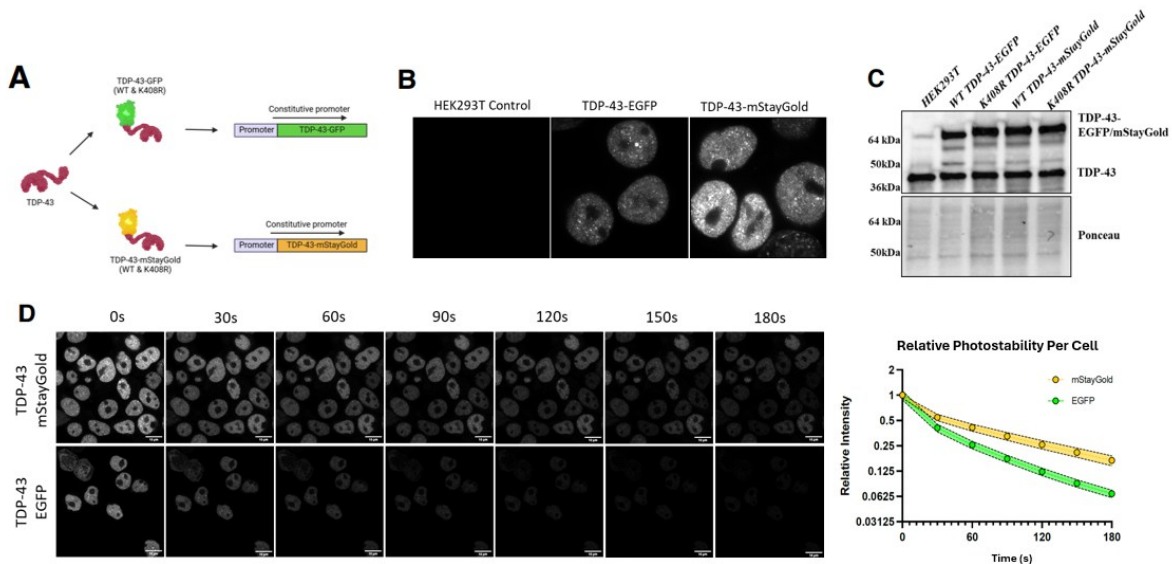 A
TDP-43-GFP
(WT & K408R)
Constitutive promoter
Promoter TDP-43-GFP
TDP-43
Constitutive promoter
Promoter TDP-43-mStayGold
TDP-43-mStayGold
(WT & K408R)
B
HEK293T Control TDP-43-EGFP TDP-43-mStayGold
C
HEK293T
WT TDP-43-EGFP
K408R TDP-43-EGFP
WT TDP-43-mStayGold
K408R TDP-43-mStayGold
64 kDa
50kDa
36kDa
TDP-43-
EGFP/mStayGold
TDP-43
64 kDa
50kDa
Ponceau
D
0s 30s 60s 90s 120s 150s 180s
TDP-43
mStayGold
TDP-43
EGFP
Relative Photostability Per Cell
mStayGold
EGFP
Relative Intensity
2
1
0.5
0.25
0.125
0.0625
0.03125
0 60 120 180
Time (s)